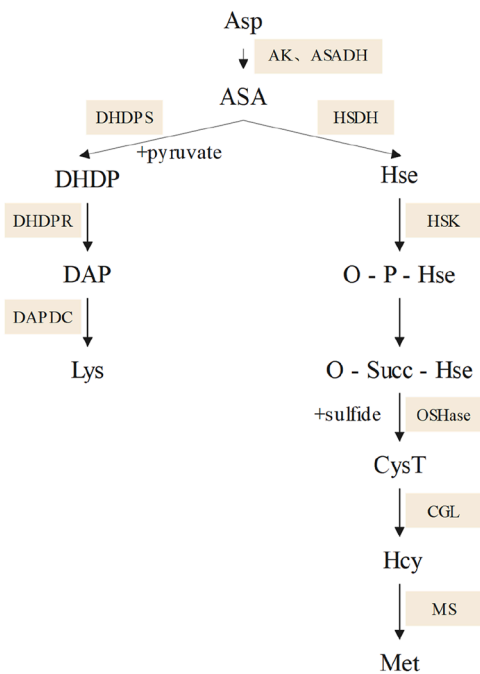 Asp
AK、ASADH
ASA
DHDPS
HSDH
+pyruvate
DHDP
Hse
DHDPR
HSK
DAP
O - P - Hse
DAPDC
Lys
O - Succ - Hse
+sulfide
OSHase
CysT
CGL
Hcy
MS
Met